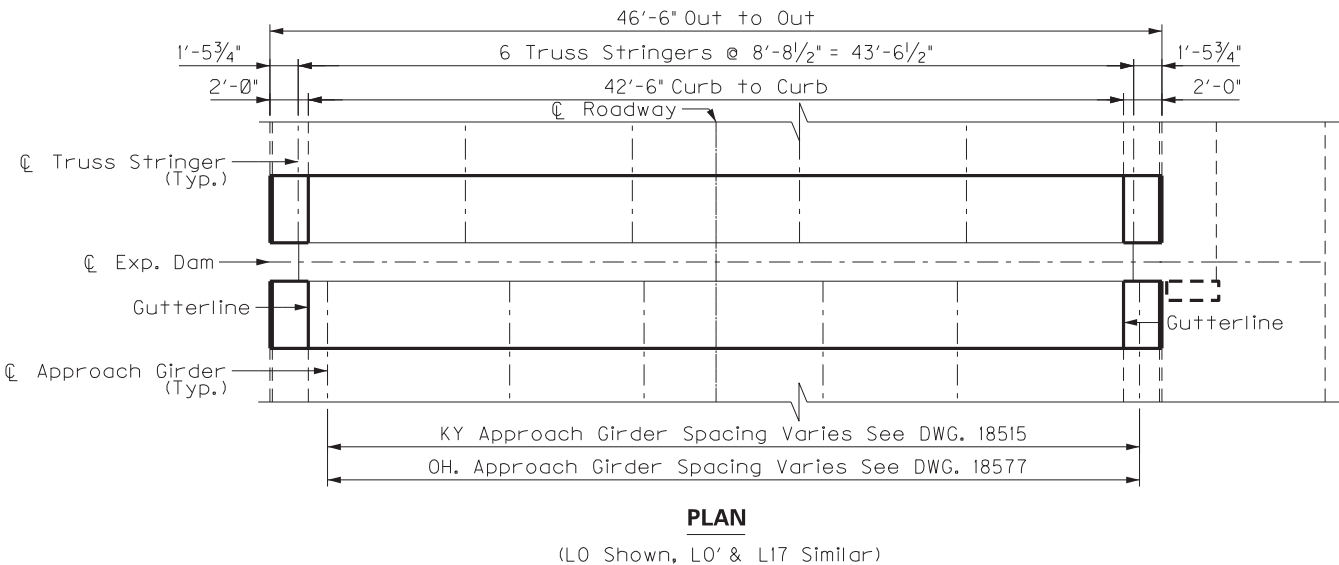 46'-6" Out to Out
1'-5¾"
6 Truss Stringers @ 8'-8½" = 43'-6½"
1'-5¾"
2'-0"
42'-6" Curb to Curb
2'-0"
℄ Roadway
℄ Truss Stringer
(Typ.)
℄ Exp. Dam
Gutterline
Gutterline
℄ Approach Girder
(Typ.)
KY Approach Girder Spacing Varies See DWG. 18515
OH. Approach Girder Spacing Varies See DWG. 18577
PLAN
(L0 Shown, L0' & L17 Similar)